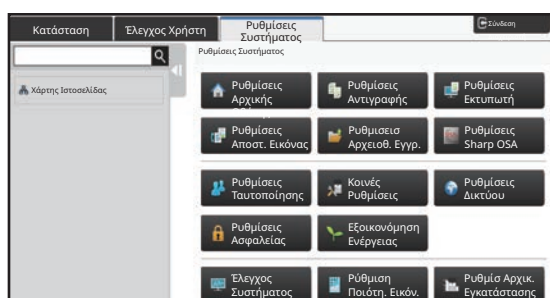 Κατάσταση
Έλεγχος Χρήστη
Ρυθμίσεις
Συστήματος
Σύνδεση
Ρυθμίσεις Συστήματος
Χάρτης Ιστοσελίδας
Ρυθμίσεις
Αρχικής
Ρυθμίσεις
Αντιγραφής
Ρυθμίσεις
Εκτυπωτή
Ρυθμίσεις
Αποστ. Εικόνας
Ρυθμισεισ
Αρχειοθ. Εγγρ.
Ρυθμίσεις
Sharp OSA
Ρυθμίσεις
Ταυτοποίησης
Κοινές
Ρυθμίσεις
Ρυθμίσεις
Δικτύου
Ρυθμίσεις
Ασφαλείας
Εξοικονόμηση
Ενέργειας
Έλεγχος
Συστήματος
Ρύθμιση
Ποιότη. Εικόν.
Ρυθμίσ Αρχικ.
Εγκατάστασης